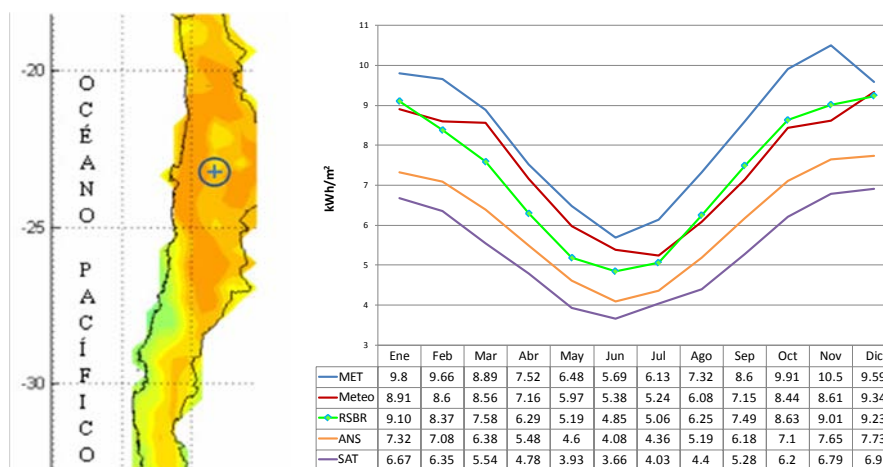 -20
-25
-30
OCÉANO PACÍFICO
kWh/m²
11
10
9
8
7
6
5
4
3
Ene Feb Mar Abr May Jun Jul Ago Sep Oct Nov Dic
MET 9.8 9.66 8.89 7.52 6.48 5.69 6.13 7.32 8.6 9.91 10.5 9.59
Meteo 8.91 8.6 8.56 7.16 5.97 5.38 5.24 6.08 7.15 8.44 8.61 9.34
RSBR 9.10 8.37 7.58 6.29 5.19 4.85 5.06 6.25 7.49 8.63 9.01 9.23
ANS 7.32 7.08 6.38 5.48 4.6 4.08 4.36 5.19 6.18 7.1 7.65 7.73
SAT 6.67 6.35 5.54 4.78 3.93 3.66 4.03 4.4 5.28 6.2 6.79 6.9